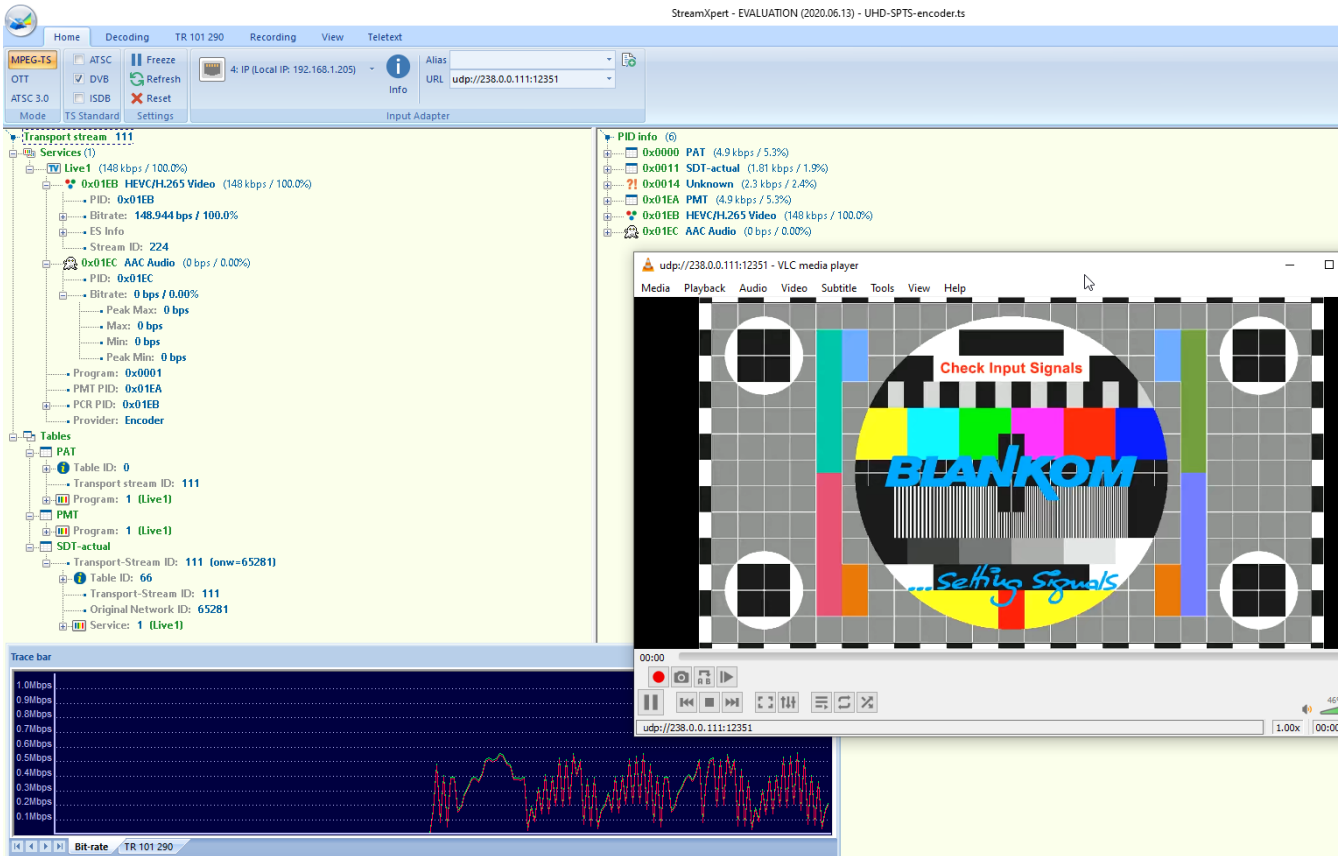 StreamXpert - EVALUATION (2020.06.13) - UHD-SPTS-encoder.ts
Home Decoding TR 101 290 Recording View Teletext
MPEG-TS ATSC Freeze
OTT DVB Refresh
ATSC 3.0 ISDB Reset
4: IP (Local IP: 192.168.1.205)
Info
Alias
URL udp://238.0.0.111:12351
Mode TS Standard Settings Input Adapter
Transport stream 111
Services (1)
TV Live1 (148 kbps / 100.0%)
0x01EB HEVC/H.265 Video (148 kbps / 100.0%)
PID: 0x01EB
Bitrate: 148.944 bps / 100.0%
ES Info
Stream ID: 224
0x01EC AAC Audio (0 bps / 0.00%)
PID: 0x01EC
Bitrate: 0 bps / 0.00%
Peak Max: 0 bps
Max: 0 bps
Min: 0 bps
Peak Min: 0 bps
Program: 0x0001
PMT PID: 0x01EA
PCR PID: 0x01EB
Provider: Encoder
Tables
PAT
Table ID: 0
Transport stream ID: 111
Program: 1 (Live1)
PMT
Program: 1 (Live1)
SDT-actual
Transport-Stream ID: 111 (onw=65281)
Table ID: 66
Transport-Stream ID: 111
Original Network ID: 65281
Service: 1 (Live1)
PID info (6)
0x0000 PAT (4.9 kbps / 5.3%)
0x0011 SDT-actual (1.81 kbps / 1.9%)
?! 0x0014 Unknown (2.3 kbps / 2.4%)
0x01EA PMT (4.9 kbps / 5.3%)
0x01EB HEVC/H.265 Video (148 kbps / 100.0%)
0x01EC AAC Audio (0 bps / 0.00%)
udp://238.0.0.111:12351 - VLC media player
Media Playback Audio Video Subtitle Tools View Help
Check Input Signals
BLANKOM
...Setting Signals
00:00
A B
46%
udp://238.0.0.111:12351 1.00x 00:00
Trace bar
1.0Mbps
0.9Mbps
0.8Mbps
0.7Mbps
0.6Mbps
0.5Mbps
0.4Mbps
0.3Mbps
0.2Mbps
0.1Mbps
Bit-rate TR 101 290